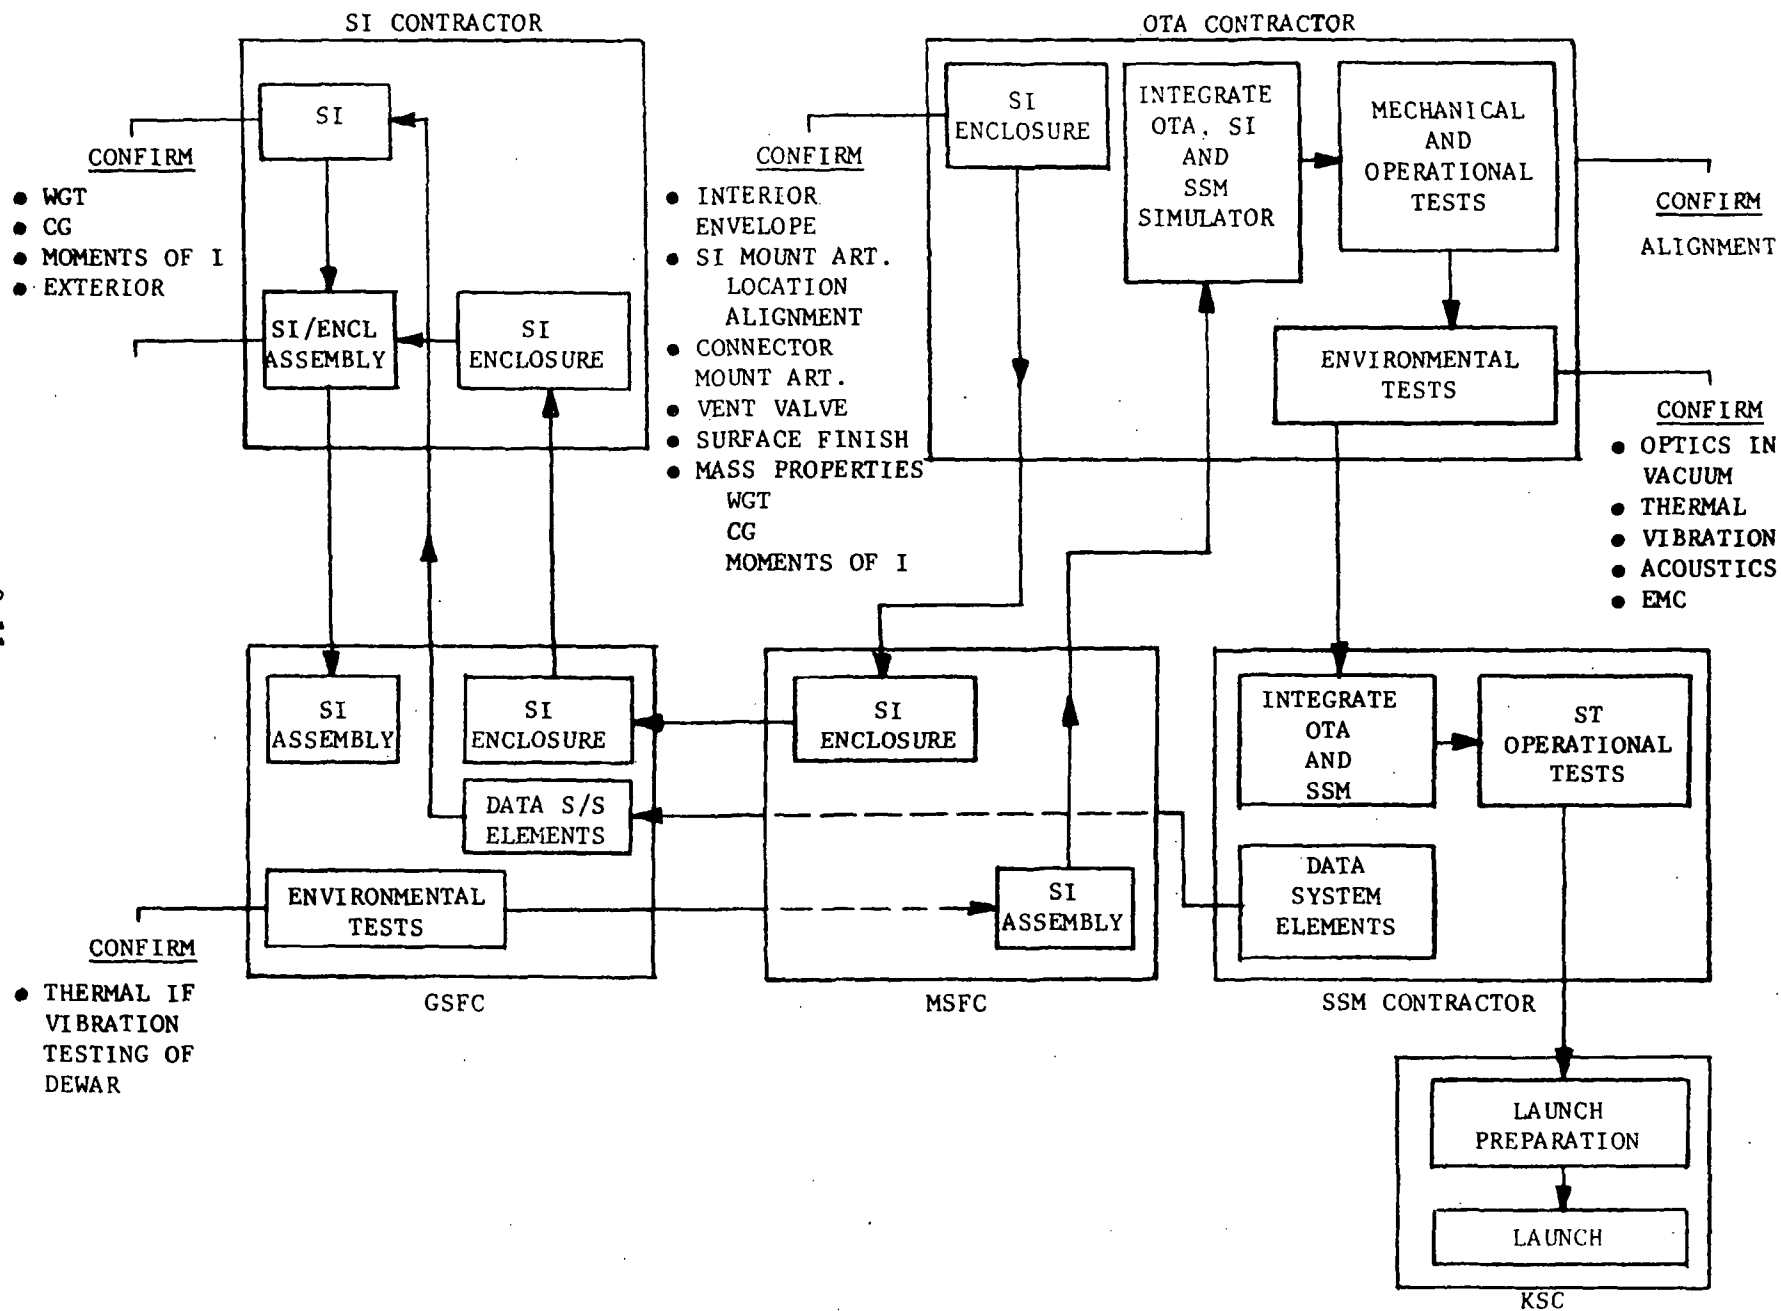 SI CONTRACTOR
SI
CONFIRM
● WGT
● CG
● MOMENTS OF I
● EXTERIOR
SI/ENCL
ASSEMBLY
SI
ENCLOSURE
OTA CONTRACTOR
SI
ENCLOSURE
CONFIRM
● INTERIOR
ENVELOPE
● SI MOUNT ART.
LOCATION
ALIGNMENT
● CONNECTOR
MOUNT ART.
● VENT VALVE
● SURFACE FINISH
● MASS PROPERTIES
WGT
CG
MOMENTS OF I
INTEGRATE
OTA, SI
AND
SSM
SIMULATOR
MECHANICAL
AND
OPERATIONAL
TESTS
CONFIRM
ALIGNMENT
ENVIRONMENTAL
TESTS
CONFIRM
● OPTICS IN
VACUUM
● THERMAL
● VIBRATION
● ACOUSTICS
● EMC
SI
ASSEMBLY
SI
ENCLOSURE
DATA S/S
ELEMENTS
ENVIRONMENTAL
TESTS
CONFIRM
● THERMAL IF
VIBRATION
TESTING OF
DEWAR
GSFC
SI
ENCLOSURE
SI
ASSEMBLY
MSFC
INTEGRATE
OTA
AND
SSM
ST
OPERATIONAL
TESTS
DATA
SYSTEM
ELEMENTS
SSM CONTRACTOR
LAUNCH
PREPARATION
LAUNCH
KSC